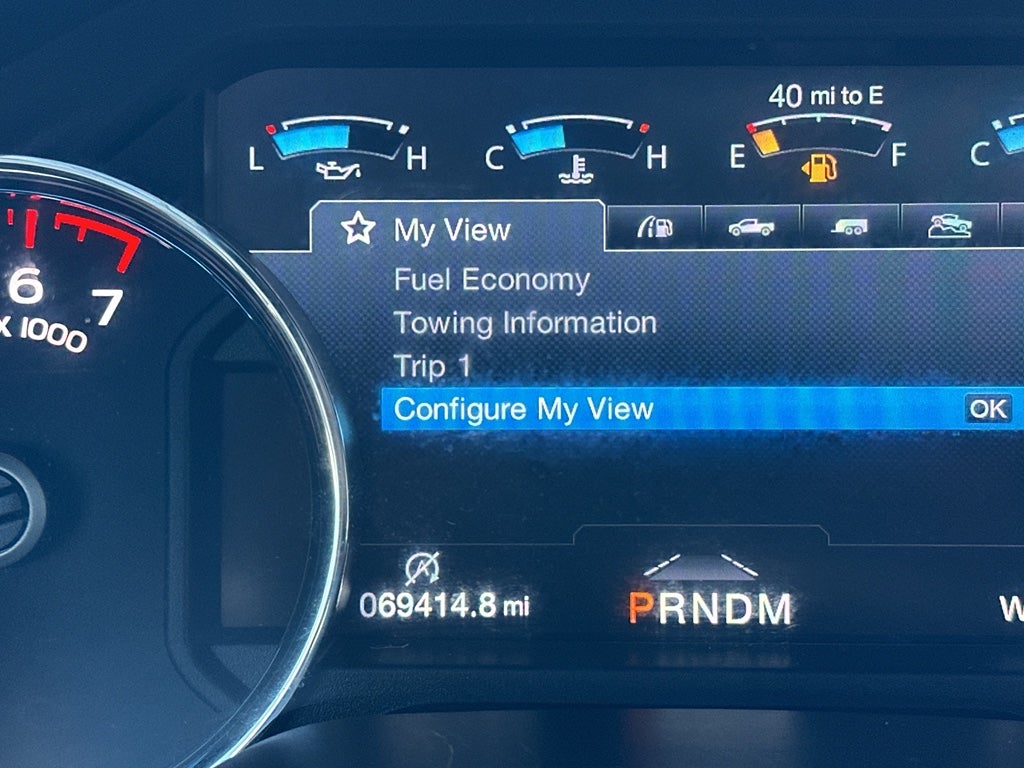 40 mi to E
L H C H E F C
My View
6
Fuel Economy
7
Towing Information
X 1000
Trip 1
Configure My View OK
069414.8 mi PRNDM W